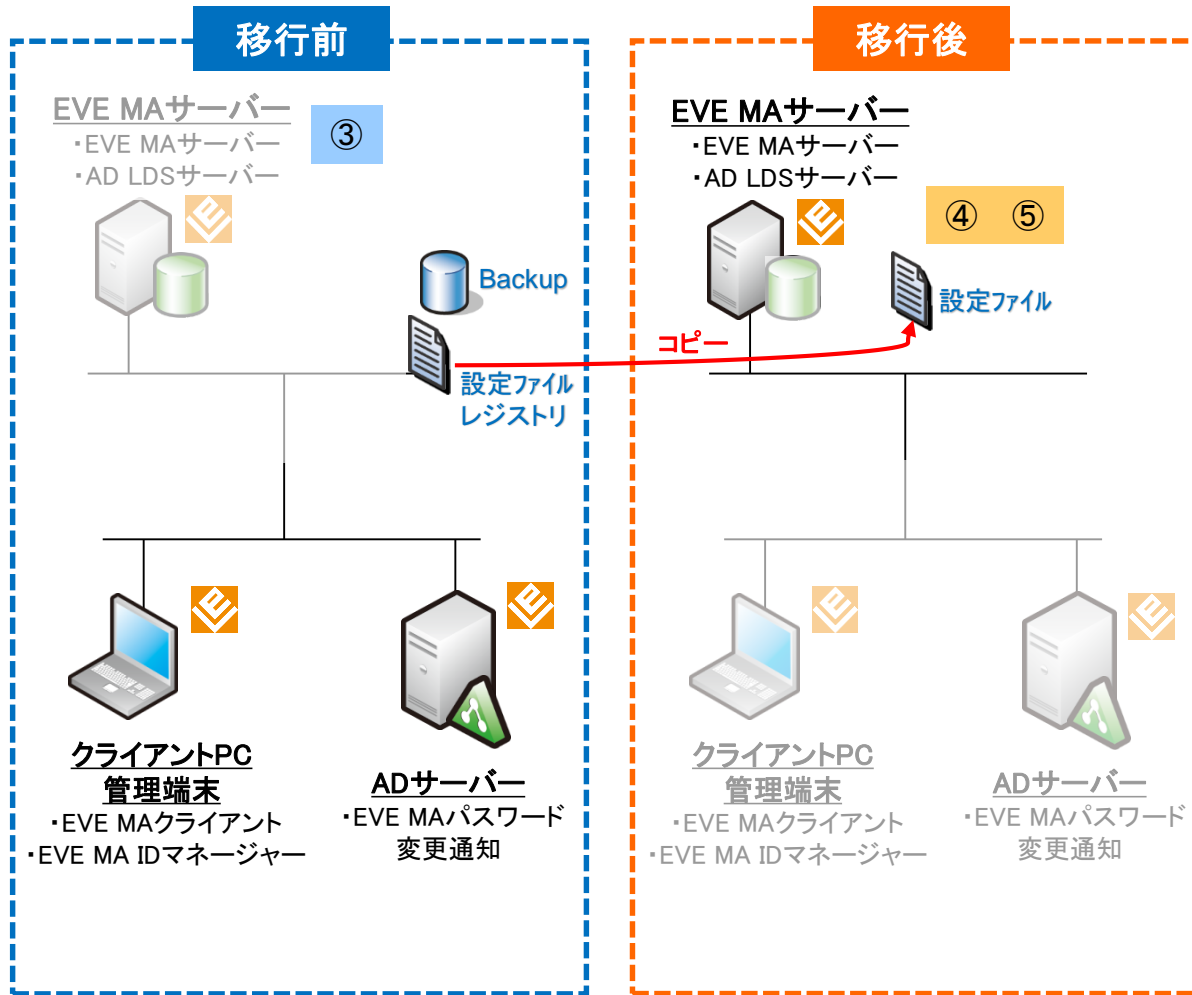 移行前
EVE MAサーバー
・EVE MAサーバー
・AD LDSサーバー
③
Backup
設定ファイル
レジストリ
コピー
クライアントPC
管理端末
・EVE MAクライアント
・EVE MA IDマネージャー
ADサーバー
・EVE MAパスワード
変更通知
移行後
EVE MAサーバー
・EVE MAサーバー
・AD LDSサーバー
④ ⑤
設定ファイル
クライアントPC
管理端末
・EVE MAクライアント
・EVE MA IDマネージャー
ADサーバー
・EVE MAパスワード
変更通知